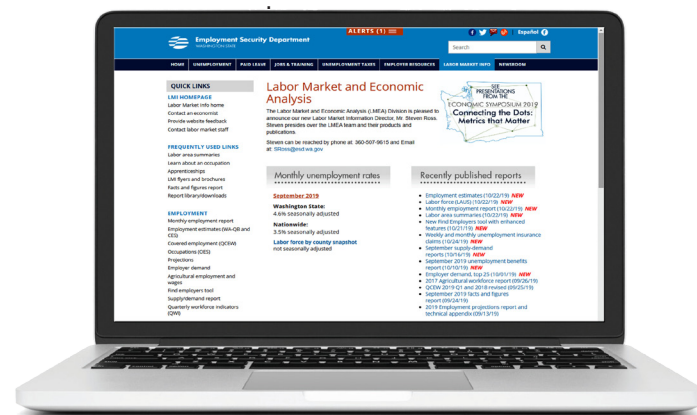 ALERTS (1)
Español
Employment Security Department
WASHINGTON STATE
Search
HOME UNEMPLOYMENT PAID LEAVE JOBS & TRAINING UNEMPLOYMENT TAXES EMPLOYER RESOURCES LABOR MARKET INFO NEWSROOM
QUICK LINKS
LMI HOMEPAGE
Labor Market Info home
Contact an economist
Provide website feedback
Contact labor market staff
FREQUENTLY USED LINKS
Labor area summaries
Learn about an occupation
Apprenticeships
LMI flyers and brochures
Facts and figures report
Report library/downloads
EMPLOYMENT
Monthly employment report
Employment estimates (WA-QB and
CES)
Covered employment (QCEW)
Occupations (OES)
Projections
Employer demand
Agricultural employment and
wages
Find employers tool
Supply/demand report
Quarterly workforce indicators
(QWI)
Labor Market and Economic
Analysis
The Labor Market and Economic Analysis (LMEA) Division is pleased to
announce our new Labor Market Information Director, Mr. Steven Ross.
Steven presides over the LMEA team and their products and
publications.
Steven can be reached by phone at 360-507-9615 and Email
at: SRoss@esd.wa.gov
SEE
PRESENTATIONS
FROM THE
ECONOMIC SYMPOSIUM 2019
Connecting the Dots:
Metrics that Matter
Monthly unemployment rates
September 2019
Washington State:
4.6% seasonally adjusted
Nationwide:
3.5% seasonally adjusted
Labor force by county snapshot
not seasonally adjusted
Recently published reports
Employment estimates (10/22/19) NEW
Labor force (LAUS) (10/22/19) NEW
Monthly employment report (10/22/19) NEW
Labor area summaries (10/22/19) NEW
New Find Employers tool with enhanced
features (10/21/19) NEW
Weekly and monthly unemployment insurance
claims (10/24/19) NEW
September supply-demand
reports (10/16/19) NEW
September 2019 unemployment benefits
report (10/10/19) NEW
Employer demand, top 25 (10/01/19) NEW
2017 Agricultural workforce report (09/26/19)
QCEW 2019 Q1 and 2018 revised (09/25/19)
September 2019 facts and figures
report (09/24/19)
2019 Employment projections report and
technical appendix (09/13/19)